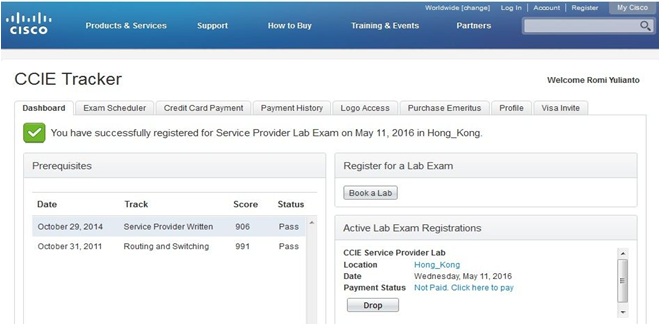 Worldwide [change] Log In Account Register My Cisco
CISCO
Products & Services Support How to Buy Training & Events Partners
CCIE Tracker
Welcome Romi Yulianto
Dashboard Exam Scheduler Credit Card Payment Payment History Logo Access Purchase Emeritus Profile Visa Invite
You have successfully registered for Service Provider Lab Exam on May 11, 2016 in Hong_Kong.
Prerequisites
Date Track Score Status
October 29, 2014 Service Provider Written 906 Pass
October 31, 2011 Routing and Switching 991 Pass
Register for a Lab Exam
Book a Lab
Active Lab Exam Registrations
CCIE Service Provider Lab
Location Hong_Kong
Date Wednesday, May 11, 2016
Payment Status Not Paid. Click here to pay
Drop